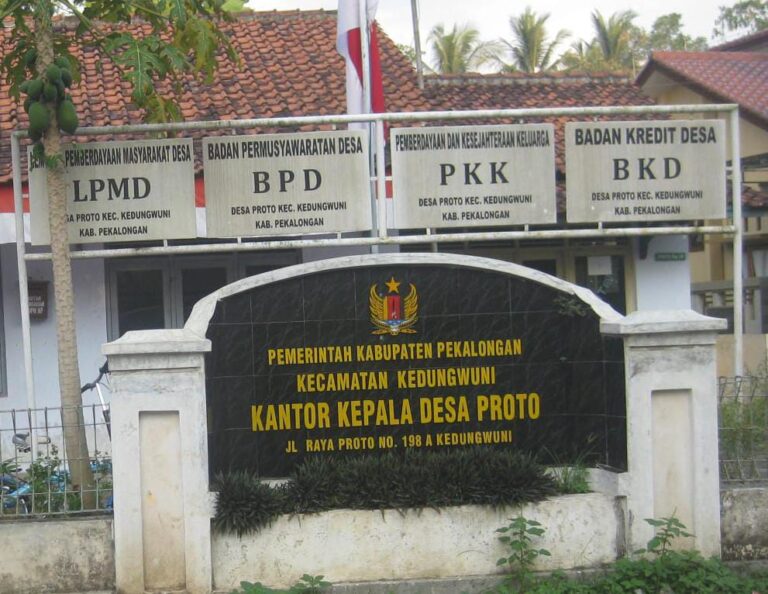 PEMBERDAYAAN MASYARAKAT DESA
LPMD
DESA PROTO KEC. KEDUNGWUNI
KAB. PEKALONGAN
BADAN PERMUSYAWARATAN DESA
BPD
DESA PROTO KEC. KEDUNGWUNI
KAB. PEKALONGAN
PEMBERDAYAAN DAN KESEJAHTERAAN KELUARGA
PKK
DESA PROTO KEC. KEDUNGWUNI
KAB. PEKALONGAN
BADAN KREDIT DESA
BKD
DESA PROTO KEC. KEDUNGWUNI
KAB. PEKALONGAN
PEMERINTAH KABUPATEN PEKALONGAN
KECAMATAN KEDUNGWUNI
KANTOR KEPALA DESA PROTO
JL RAYA PROTO NO. 198 A KEDUNGWUNI